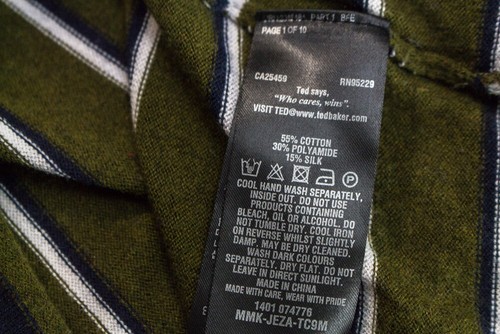 PAGE 1 OF 10
CA25459 RN95229
Ted says,
"Who cares, wins".
VISIT TED@www.tedbaker.com
55% COTTON
30% POLYAMIDE
15% SILK
COOL HAND WASH SEPARATELY,
INSIDE OUT. DO NOT USE
PRODUCTS CONTAINING
BLEACH, OIL OR ALCOHOL. DO
NOT TUMBLE DRY. COOL IRON
ON REVERSE WHILST SLIGHTLY
DAMP, MAY BE DRY CLEANED.
WASH DARK COLOURS
SEPARATELY, DRY FLAT. DO NOT
LEAVE IN DIRECT SUNLIGHT.
MADE IN CHINA
MADE WITH CARE, WEAR WITH PRIDE
1401 074776
MMK-JEZA-TC9M